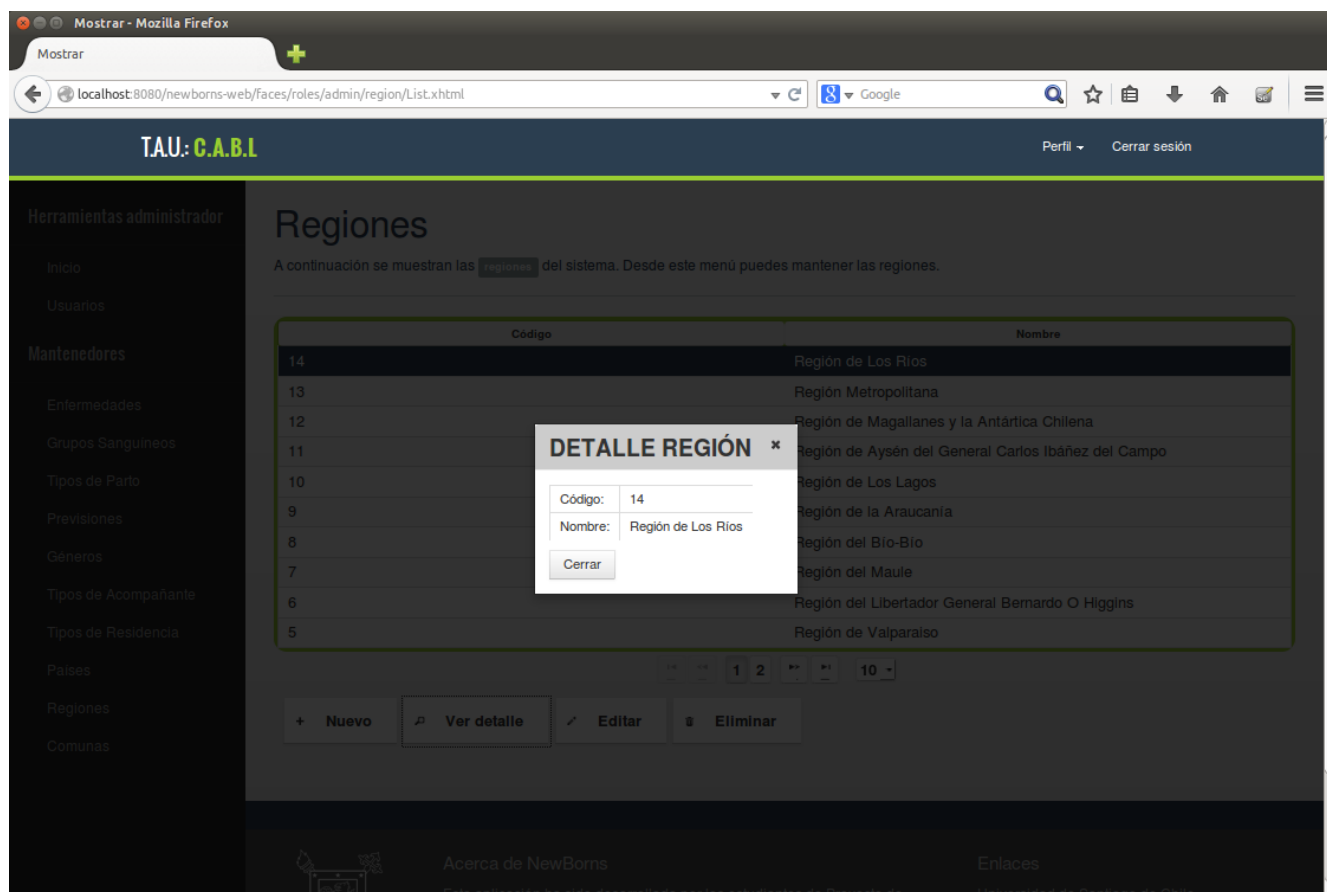 Mostrar - Mozilla Firefox
Mostrar
localhost:8080/newborns-web/faces/roles/admin/region/List.xhtml
Google
T.A.U.: C.A.B.L
Perfil
Cerrar sesión
Herramientas administrador
Inicio
Usuarios
Mantenedores
Enfermedades
Grupos Sanguineos
Tipos de Parto
Previsiones
Géneros
Tipos de Acompañante
Tipos de Residencia
Paises
Regiones
Comunas
Regiones
A continuación se muestran las regiones del sistema. Desde este menú puedes mantener las regiones.
Código Nombre
14 Región de Los Ríos
13 Región Metropolitana
12 Región de Magallanes y la Antártica Chilena
11 Región de Aysén del General Carlos Ibáñez del Campo
10 Región de Los Lagos
9 Región de la Araucanía
8 Región del Bío-Bío
7 Región del Maule
6 Región del Libertador General Bernardo O Higgins
5 Región de Valparaíso
1 2 10
+ Nuevo
Ver detalle
Editar
Eliminar
DETALLE REGIÓN
Código: 14
Nombre: Región de Los Ríos
Cerrar
Acerca de NewBorns
Enlaces